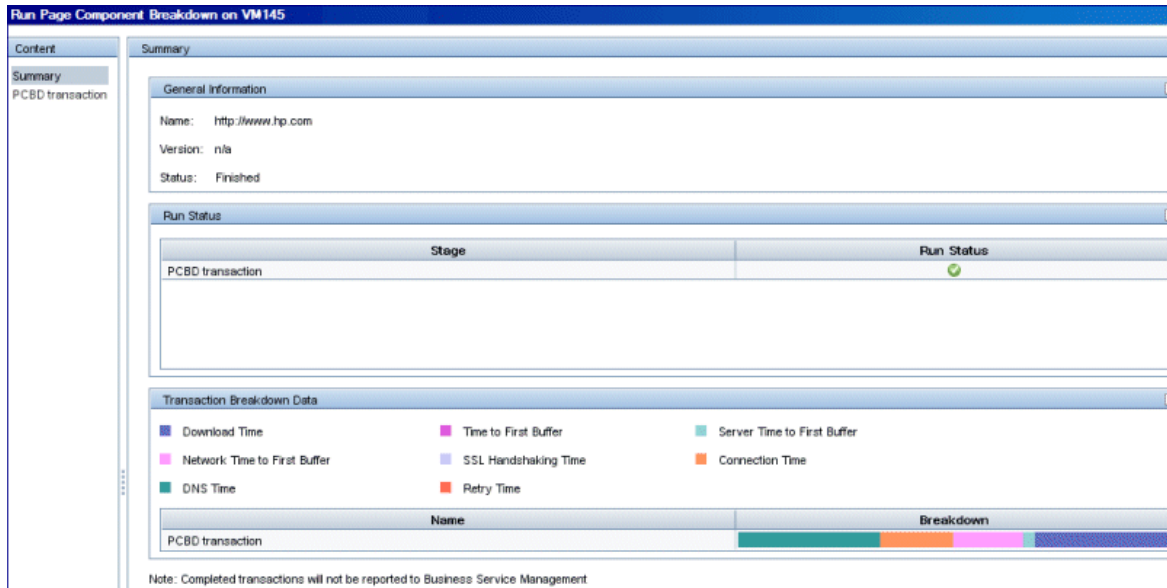 Run Page Component Breakdown on VM145
Content
Summary
PCBD transaction
Summary
General Information
Name: http://www.hp.com
Version: n/a
Status: Finished
Run Status
Stage Run Status
PCBD transaction
Transaction Breakdown Data
Download Time Time to First Buffer Server Time to First Buffer
Network Time to First Buffer SSL Handshaking Time Connection Time
DNS Time Retry Time
Name Breakdown
PCBD transaction
Note: Completed transactions will not be reported to Business Service Management